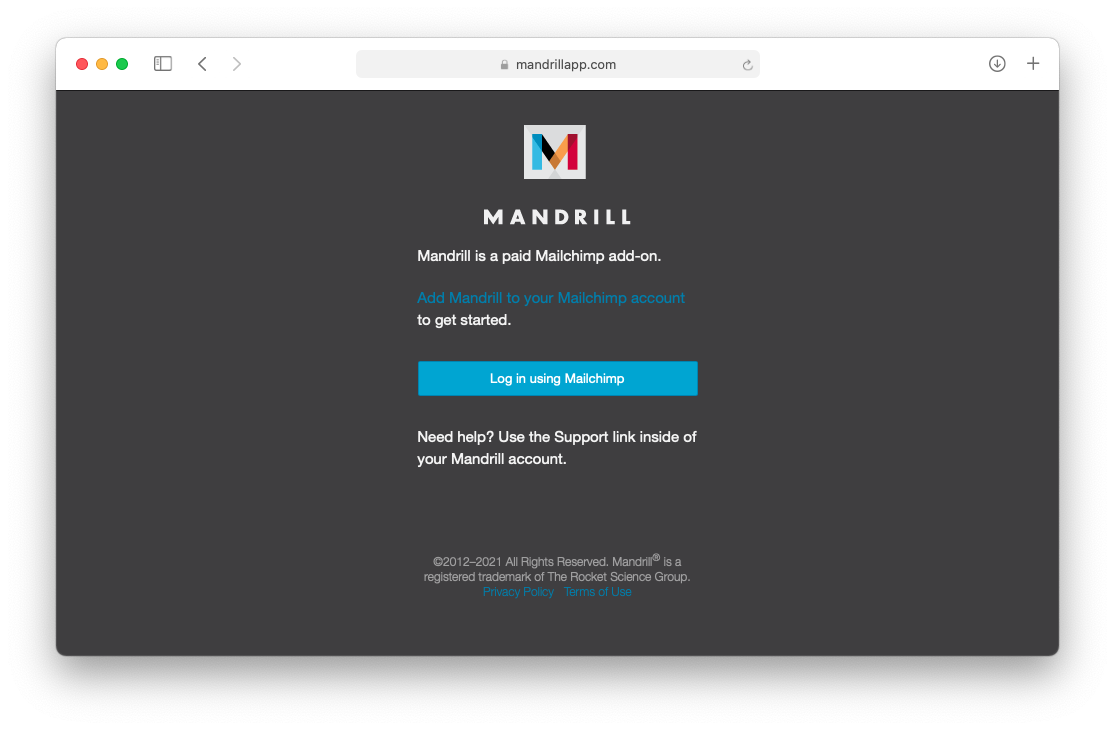 mandrillapp.com
M
MANDRILL
Mandrill is a paid Mailchimp add-on.
Add Mandrill to your Mailchimp account
to get started.
Log in using Mailchimp
Need help? Use the Support link inside of
your Mandrill account.
©2012–2021 All Rights Reserved. Mandrill® is a
registered trademark of The Rocket Science Group.
Privacy Policy Terms of Use